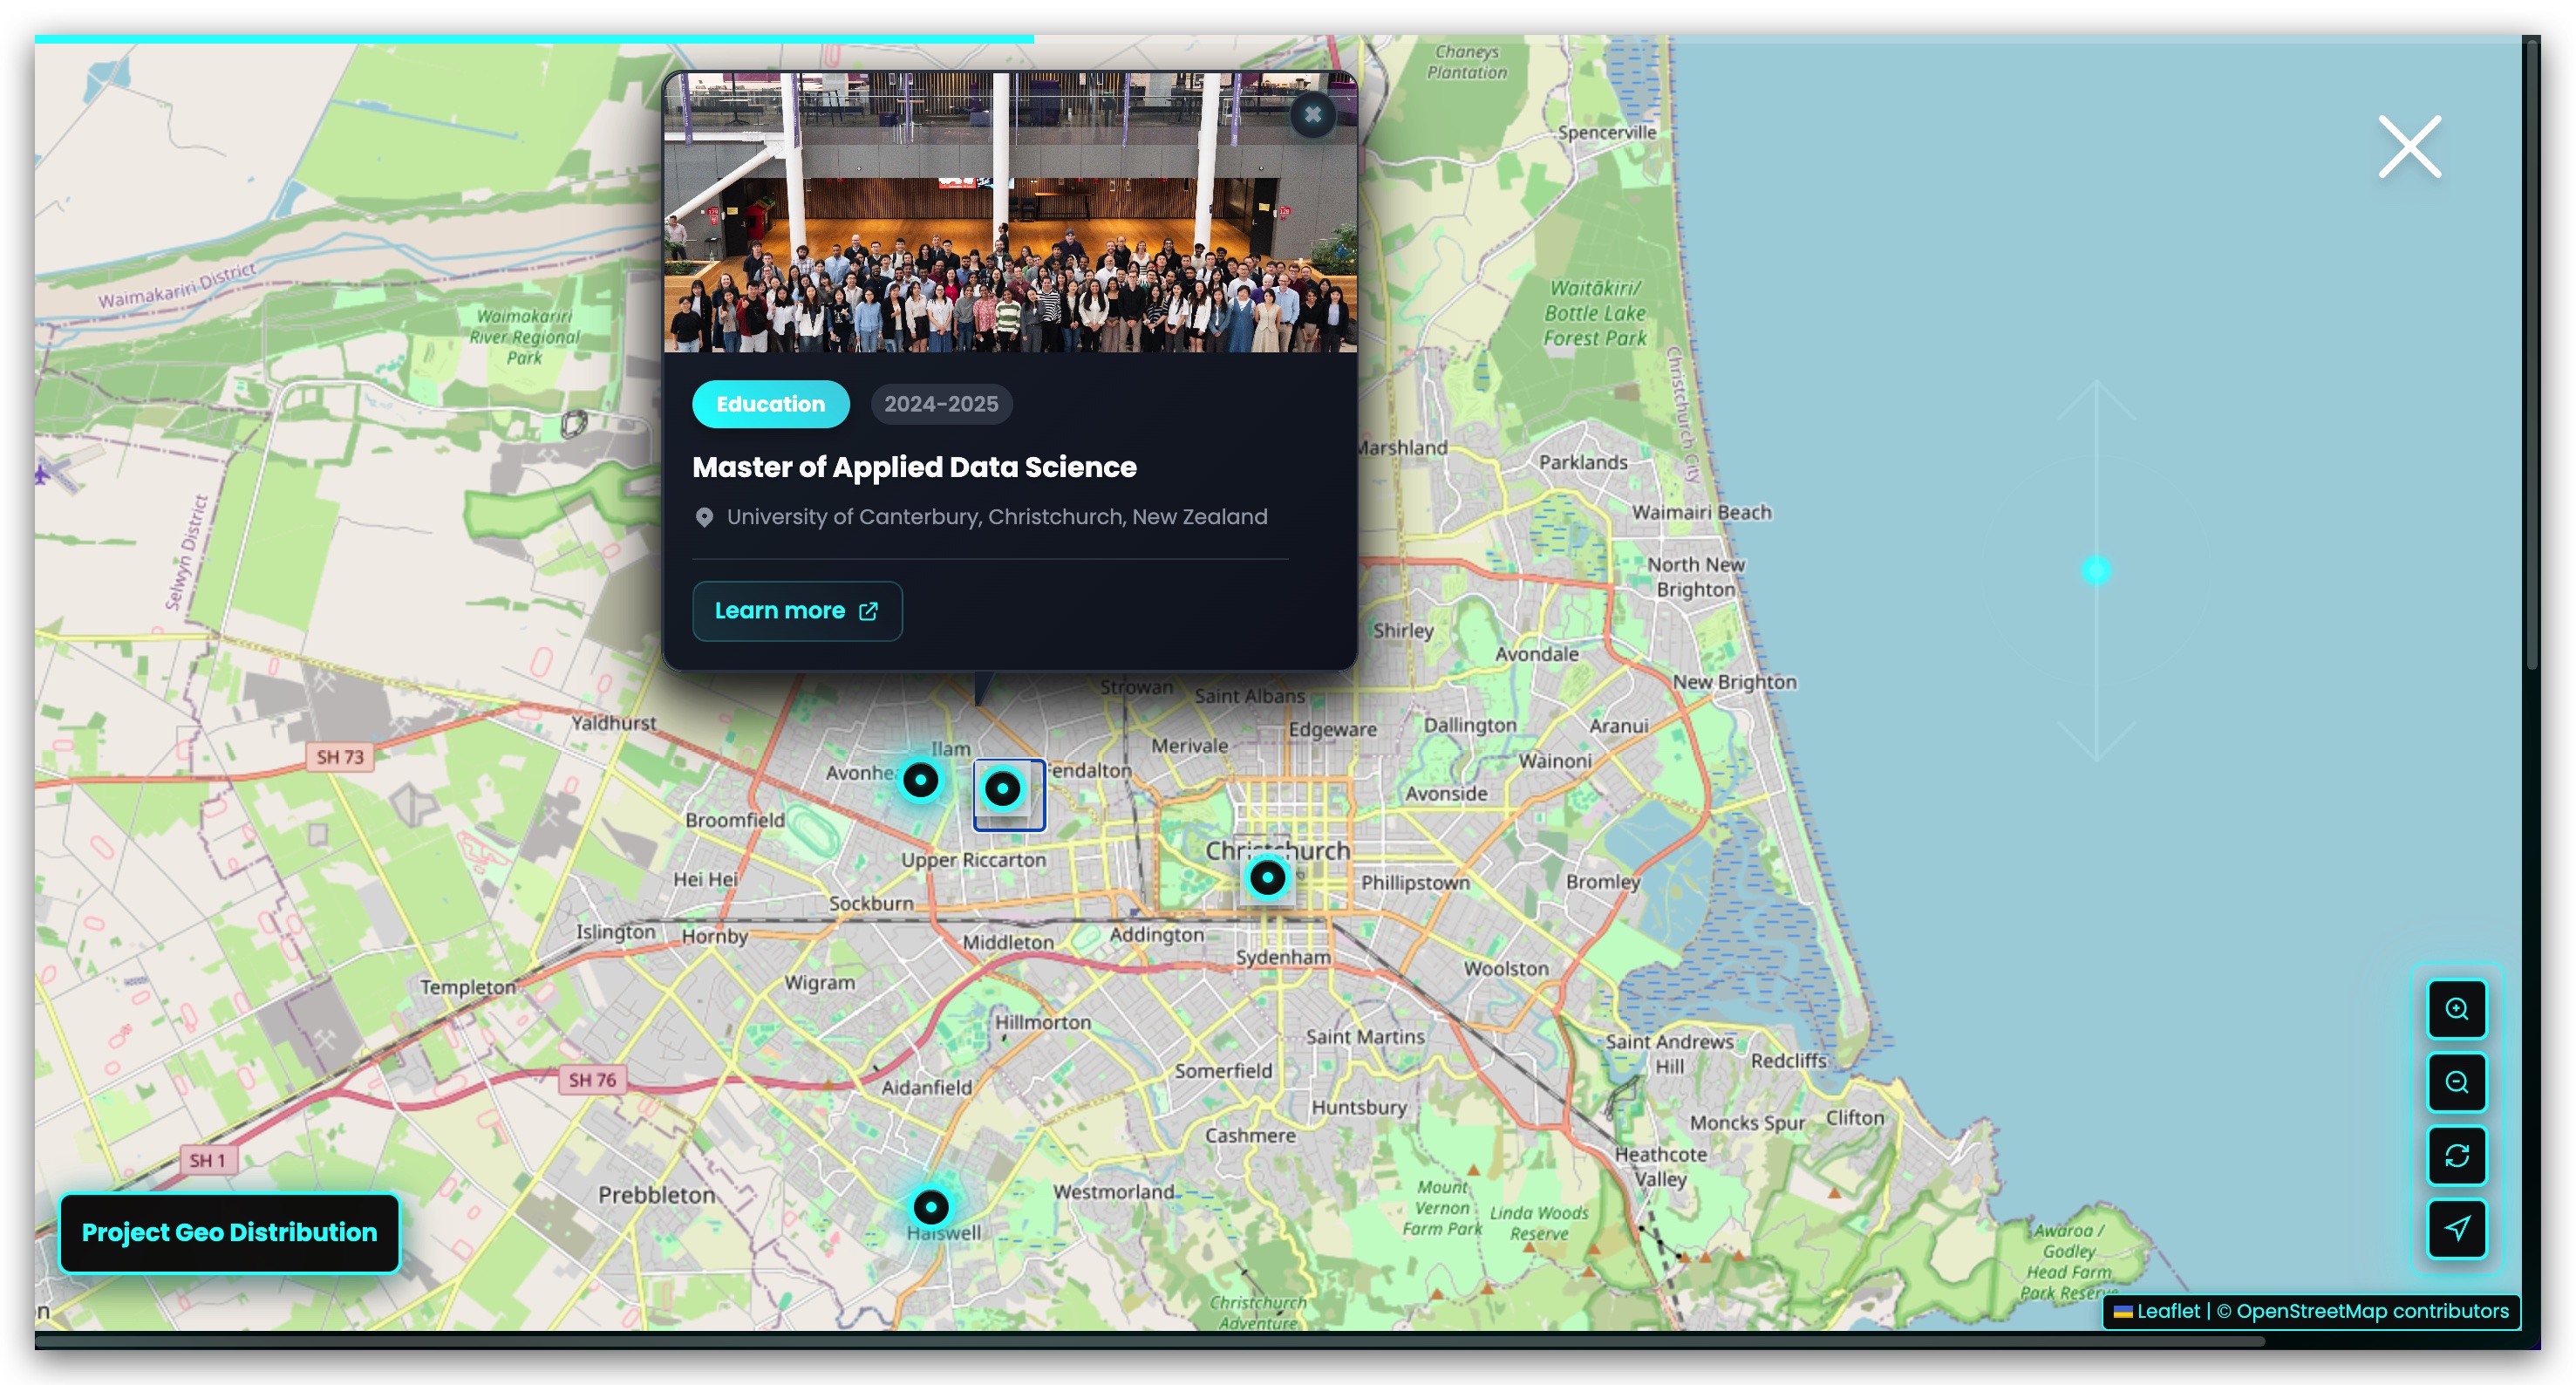 Chaneys
Plantation
Spencerville
Waimakariri District
Waimakariri
River Regional
Park
Waitākiri/
Bottle Lake
Forest Park
Christchurch City
Selwyn District
Education
2024-2025
Master of Applied Data Science
University of Canterbury, Christchurch, New Zealand
Learn more
Marshland
Parklands
Waimairi Beach
North New
Brighton
Shirley
Avondale
New Brighton
Strowan
Saint Albans
Yaldhurst
Edgeware
Dallington
Aranui
SH 73
Ilam
Merivale
Wainoni
Avonhea
endalton
Avonside
Broomfield
Upper Riccarton
Christchurch
Hei Hei
Phillipstown
Bromley
Sockburn
Islington
Hornby
Middleton
Addington
Sydenham
Woolston
Templeton
Wigram
Hillmorton
Saint Martins
Saint Andrews
Hill
Redcliffs
SH 76
Aidanfield
Somerfield
Huntsbury
Moncks Spur
Clifton
Cashmere
SH 1
Heathcote
Valley
Prebbleton
Westmorland
Mount
Vernon
Farm Park
Linda Woods
Reserve
Halswell
Project Geo Distribution
Awaroa /
Godley
Head Farm
Park Reserve
Christchurch
Adventure
n
Leaflet | © OpenStreetMap contributors